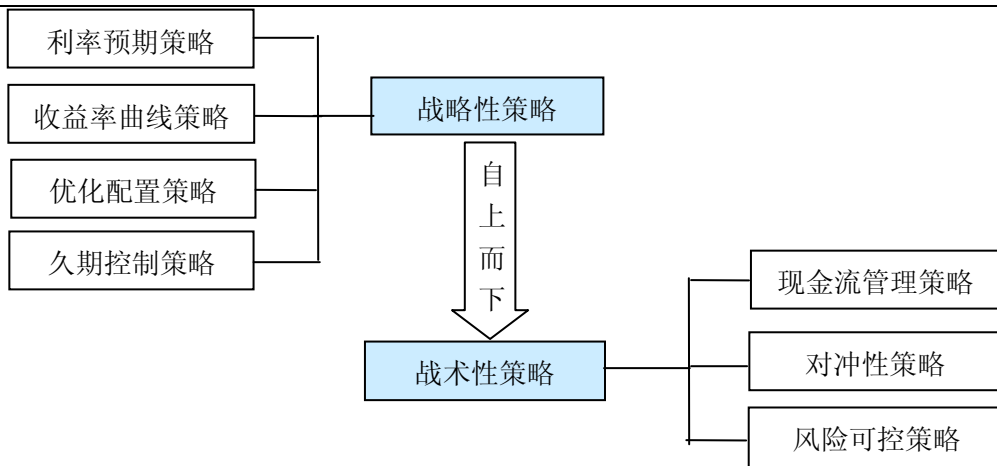 利率预期策略
收益率曲线策略
优化配置策略
久期控制策略
战略性策略
自
上
而
下
战术性策略
现金流管理策略
对冲性策略
风险可控策略